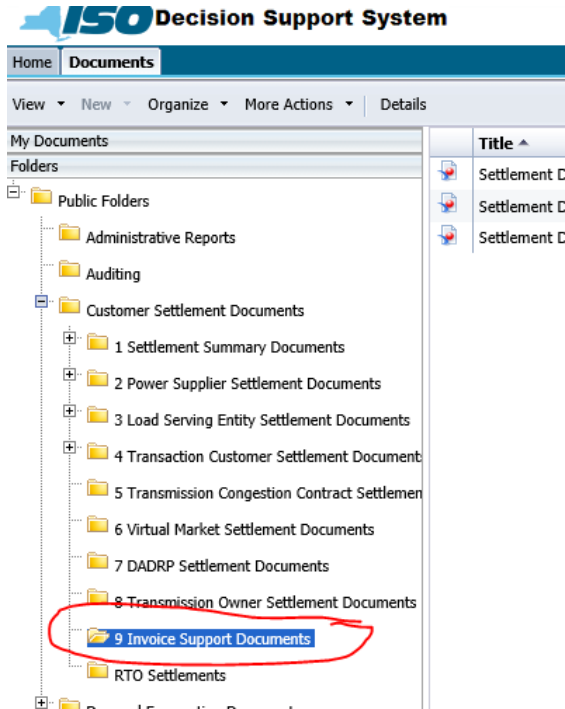 ISO Decision Support System
Home Documents
View New Organize More Actions Details
My Documents
Title
Folders
Settlement D
Public Folders
Settlement D
Administrative Reports
Settlement D
Auditing
Customer Settlement Documents
1 Settlement Summary Documents
2 Power Supplier Settlement Documents
3 Load Serving Entity Settlement Documents
4 Transaction Customer Settlement Document
5 Transmission Congestion Contract Settlemen
6 Virtual Market Settlement Documents
7 DADRP Settlement Documents
8 Transmission Owner Settlement Documents
9 Invoice Support Documents
RTO Settlements